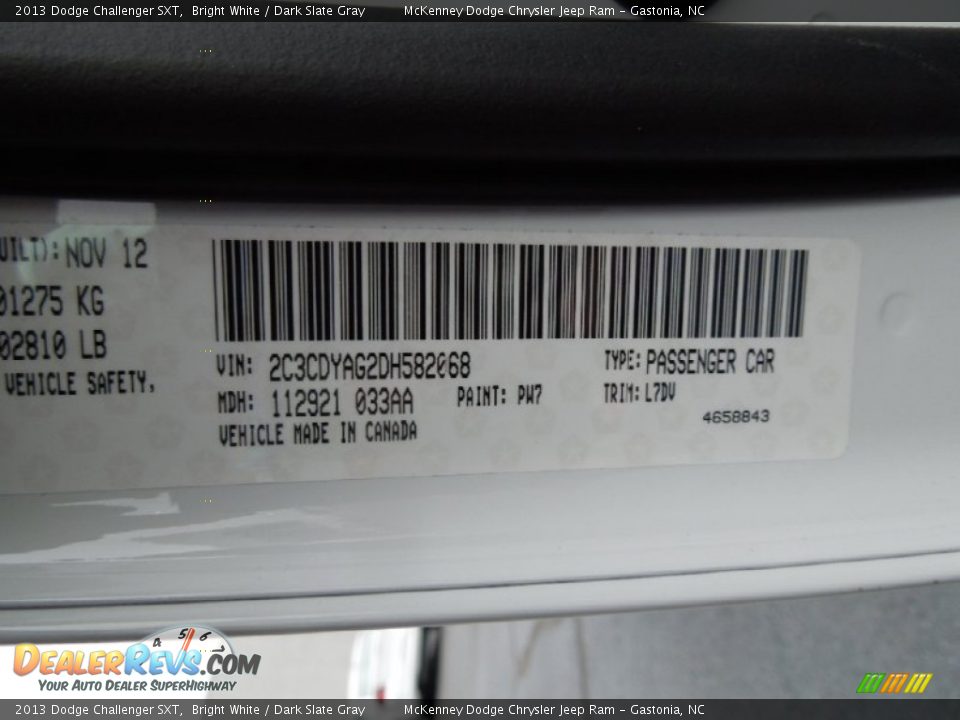 2013 Dodge Challenger SXT, Bright White / Dark Slate Gray McKenney Dodge Chrysler Jeep Ram - Gastonia, NC
NOV 12
01275 KG
02810 LB
VEHICLE SAFETY,
VIN: 2C3CDYAG2DH582068 TYPE: PASSENGER CAR
MDH: 112921 033AA PAINT: PW7 TRIM: L7DV
VEHICLE MADE IN CANADA 4658843
4 5 6
DEALERREVS.COM
YOUR AUTO DEALER SUPERHIGHWAY
2013 Dodge Challenger SXT, Bright White / Dark Slate Gray McKenney Dodge Chrysler Jeep Ram - Gastonia, NC